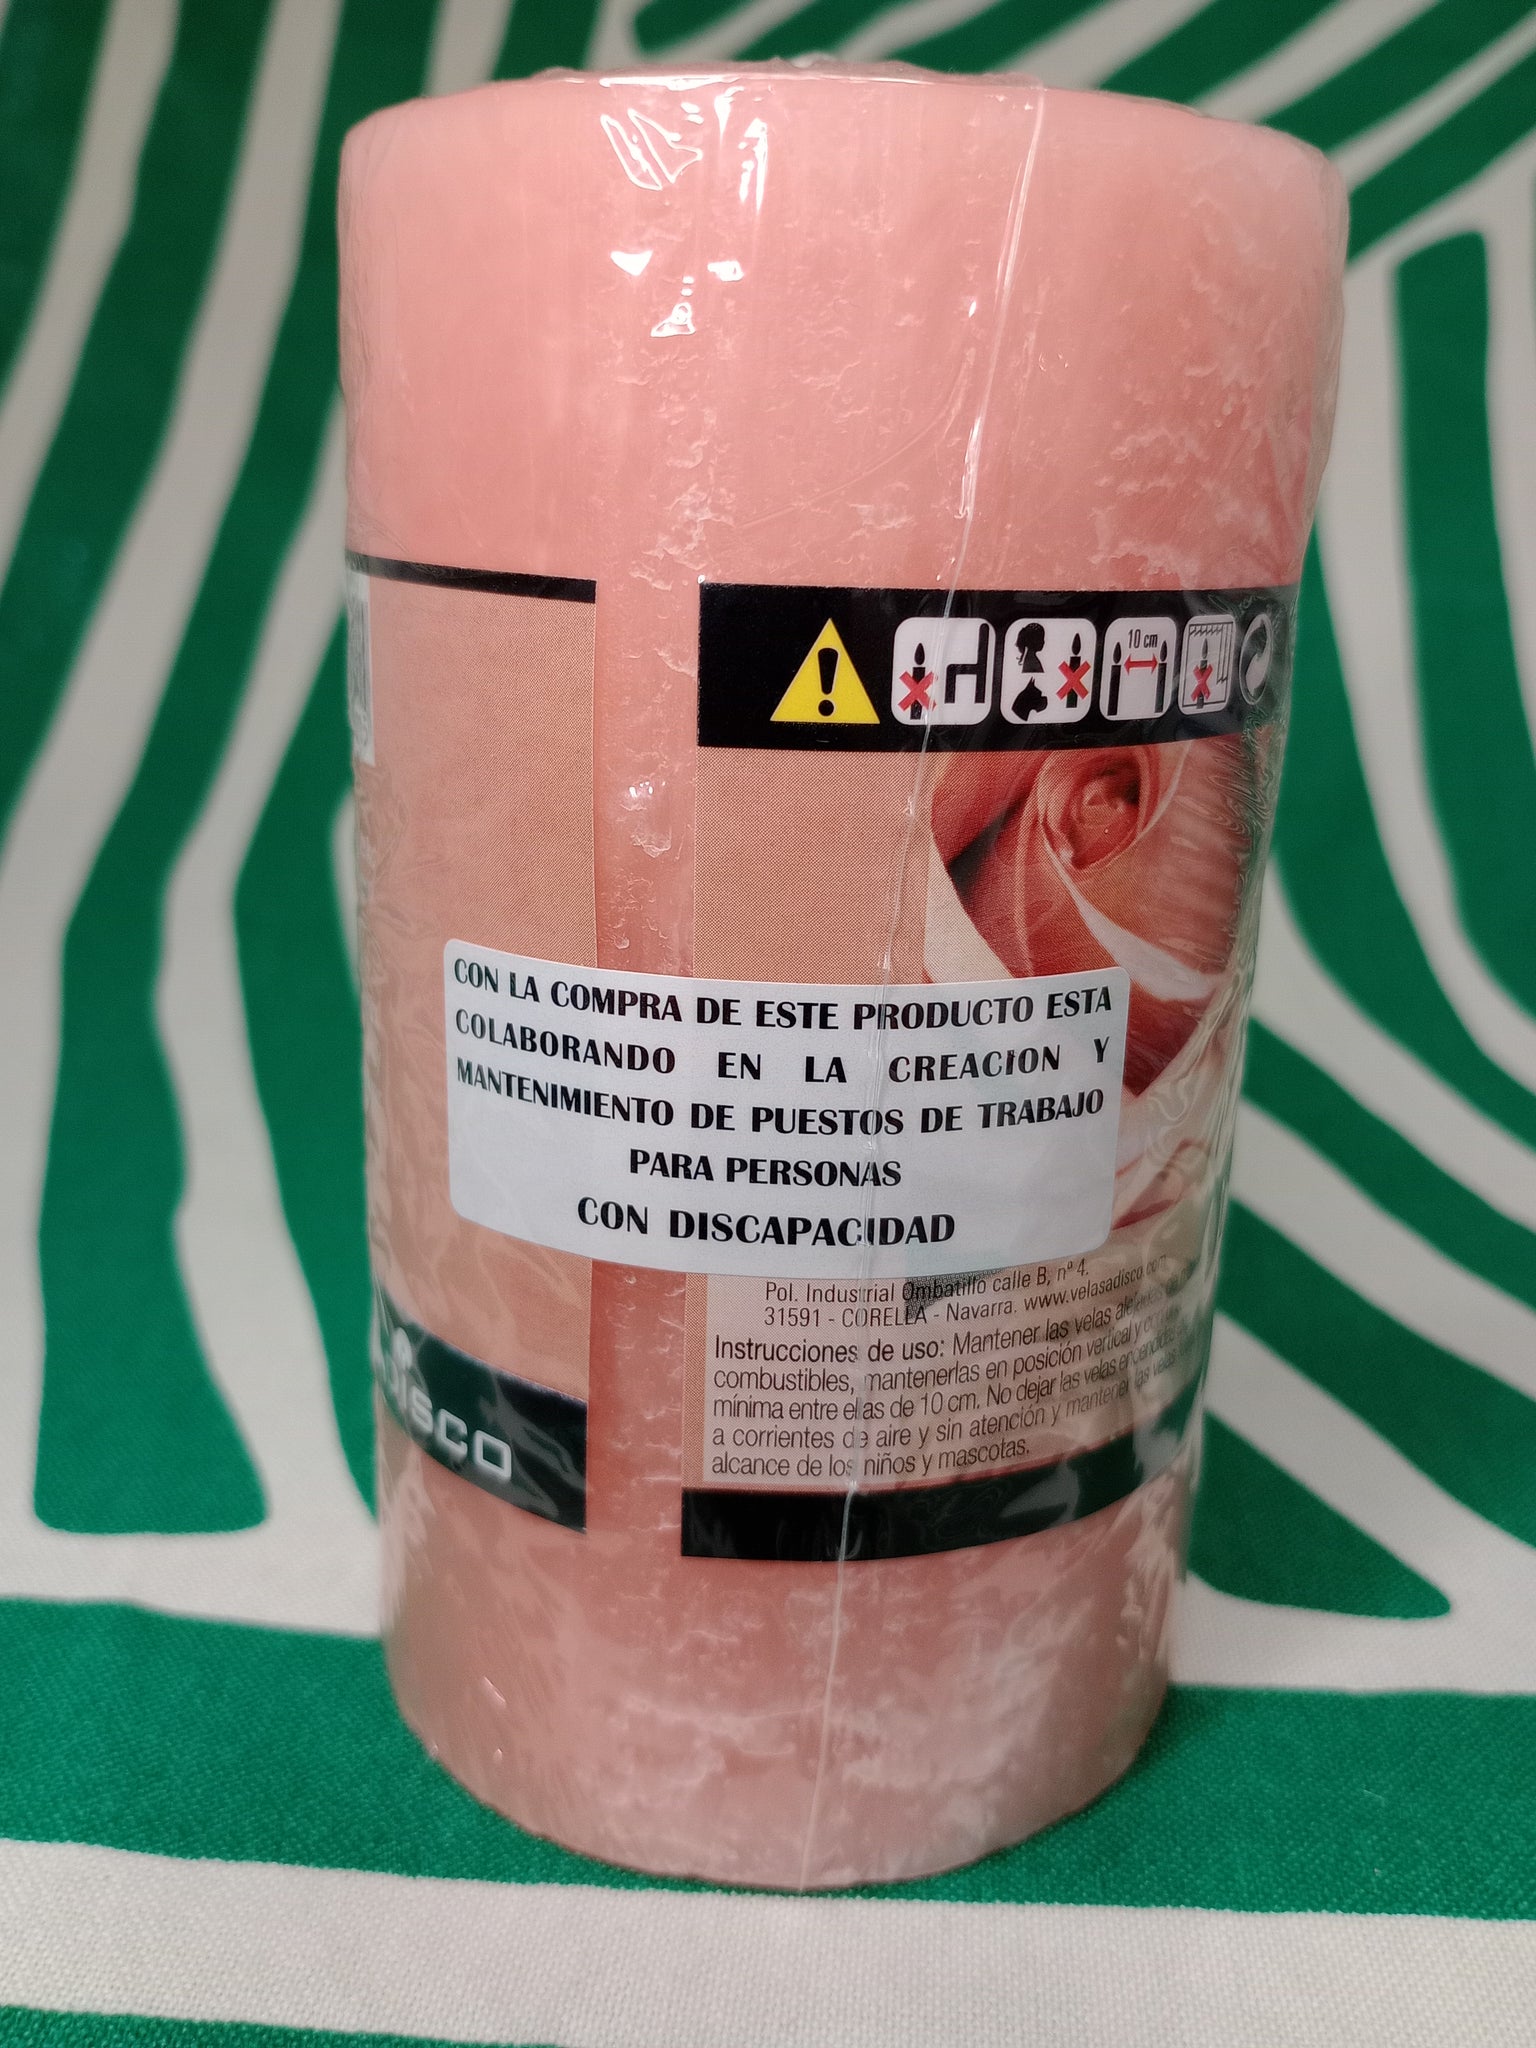 10 cm
CON LA COMPRA DE ESTE PRODUCTO ESTA
COLABORANDO EN LA CREACION Y
MANTENIMIENTO DE PUESTOS DE TRABAJO
PARA PERSONAS
CON DISCAPACIDAD
DISCO
Pol. Industrial Ombatillo calle B, nº 4.
31591 - CORELLA - Navarra. www.velasadisco.com
Instrucciones de uso: Mantener las velas
combustibles, mantenerlas en posición vertical y
mínima entre ellas de 10 cm. No dejar las velas encendidas
a corrientes de aire y sin atención y mantener las velas
alcance de los niños y mascotas.